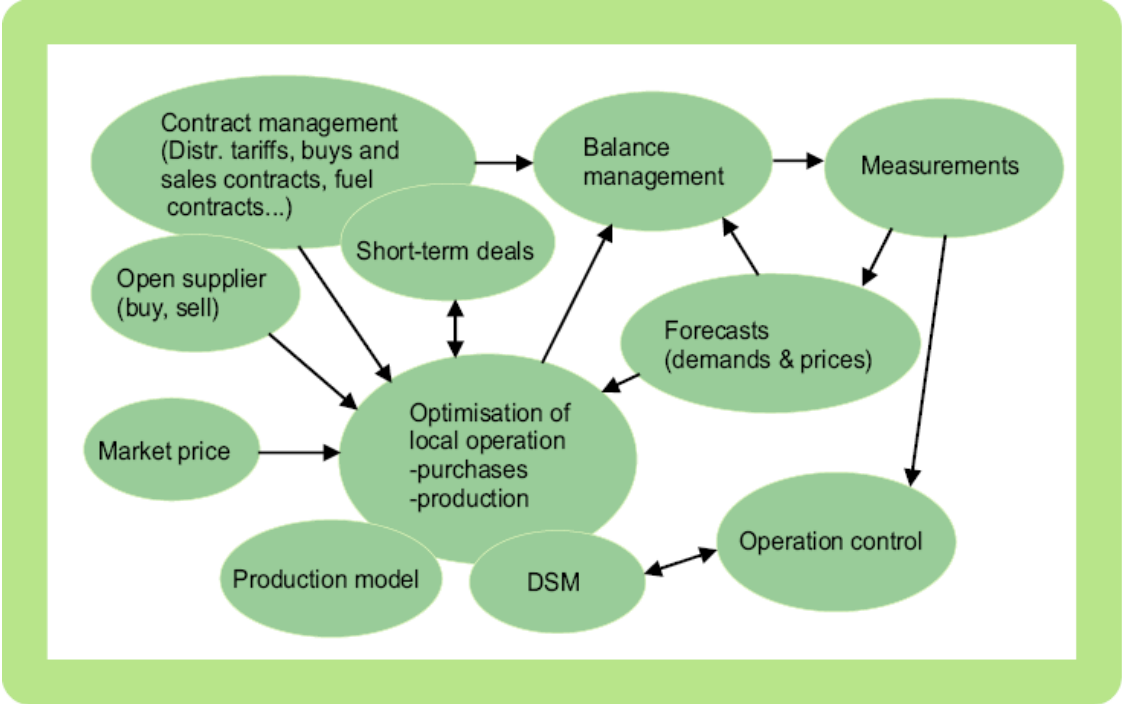 Contract management
(Distr. tariffs, buys and
sales contracts, fuel
contracts...)
Balance
management
Measurements
Short-term deals
Open supplier
(buy, sell)
Forecasts
(demands & prices)
Market price
Optimisation of
local operation
-purchases
-production
Operation control
Production model
DSM